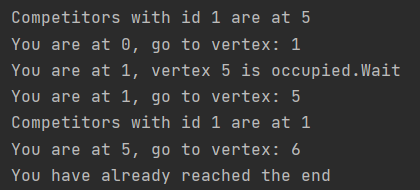 Competitors with id 1 are at 5
You are at 0, go to vertex: 1
You are at 1, vertex 5 is occupied.Wait
You are at 1, go to vertex: 5
Competitors with id 1 are at 1
You are at 5, go to vertex: 6
You have already reached the end